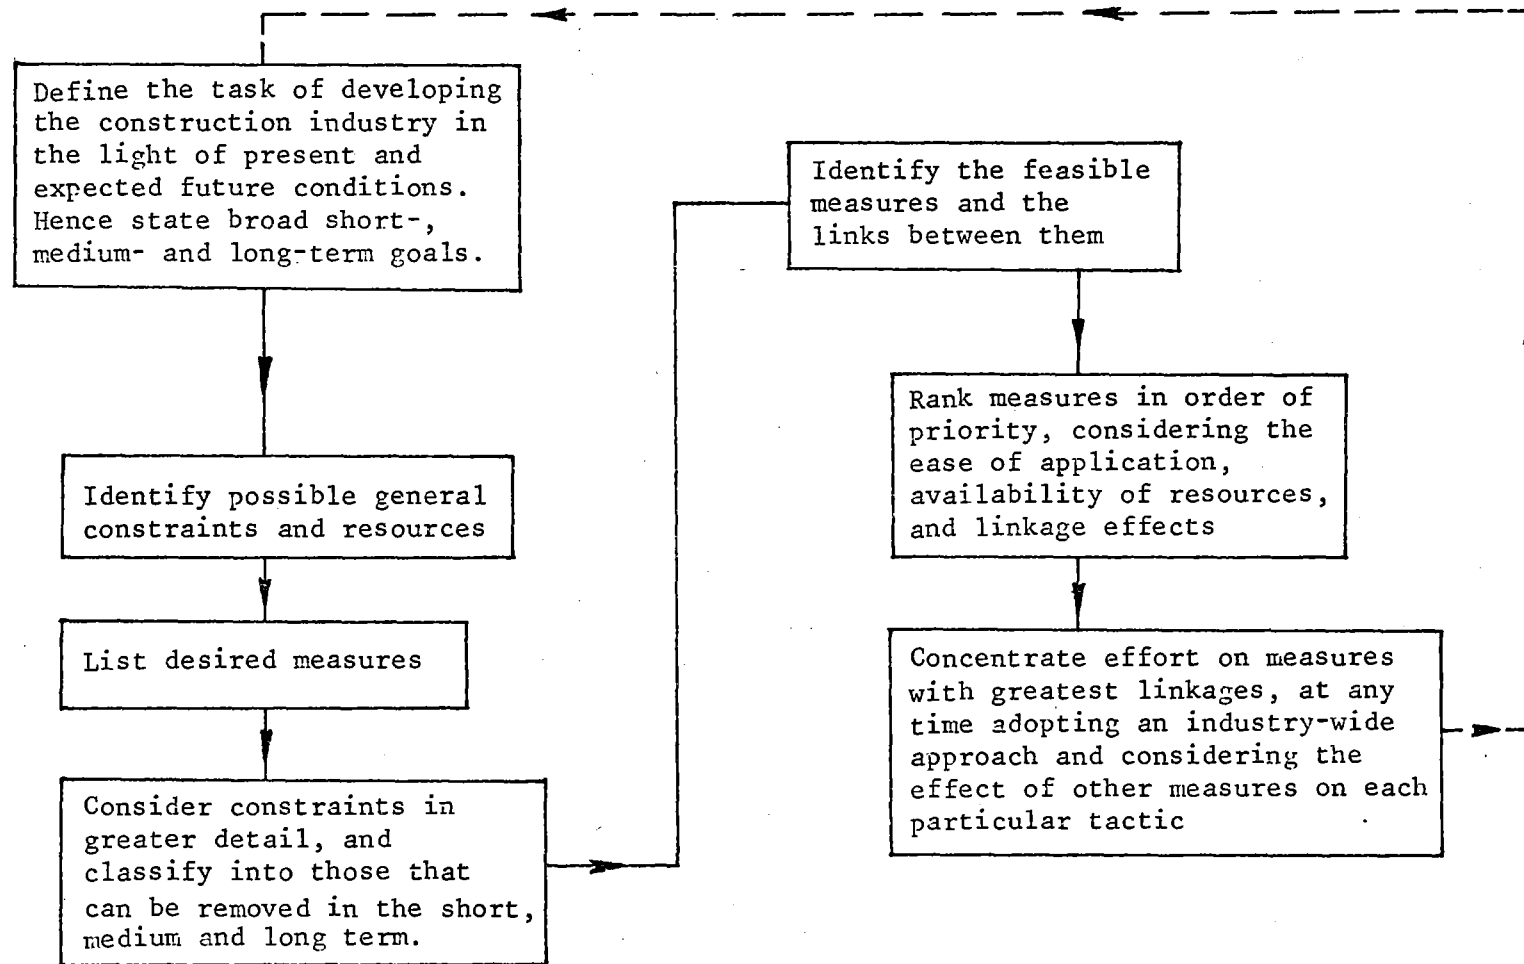 Define the task of developing
the construction industry in
the light of present and
expected future conditions.
Hence state broad short-,
medium- and long-term goals.
Identify possible general
constraints and resources
List desired measures
Consider constraints in
greater detail, and
classify into those that
can be removed in the short,
medium and long term.
Identify the feasible
measures and the
links between them
Rank measures in order of
priority, considering the
ease of application,
availability of resources,
and linkage effects
Concentrate effort on measures
with greatest linkages, at any
time adopting an industry-wide
approach and considering the
effect of other measures on each
particular tactic